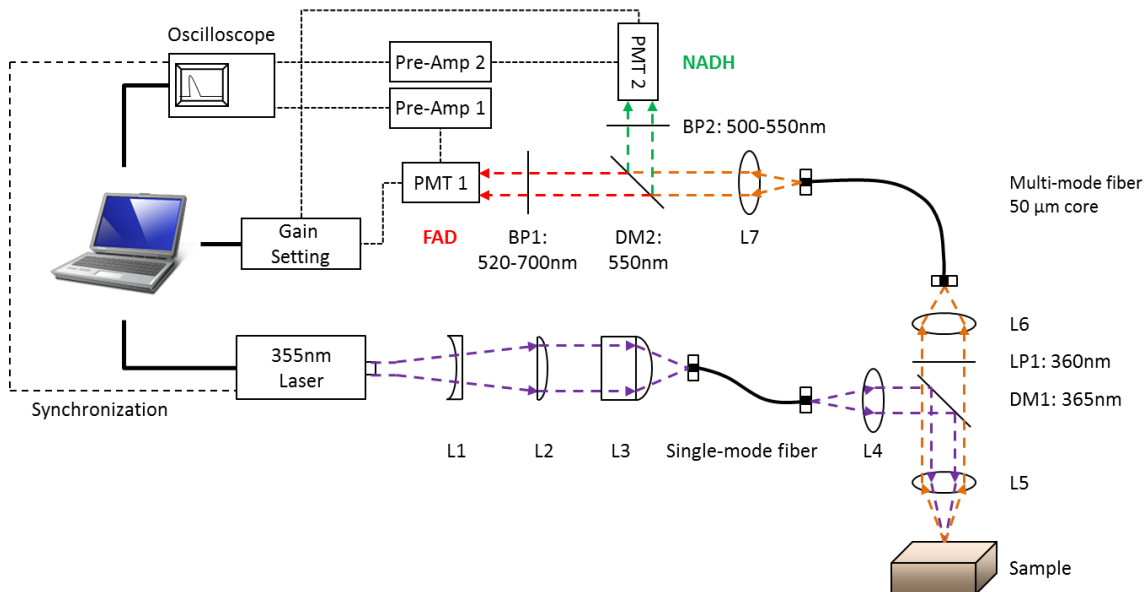 Oscilloscope
Pre-Amp 2
Pre-Amp 1
PMT 2
NADH
BP2: 500-550nm
PMT 1
FAD
BP1:
520-700nm
DM2:
550nm
L7
Multi-mode fiber
50 µm core
Gain
Setting
L6
LP1: 360nm
DM1: 365nm
355nm
Laser
Synchronization
L1
L2
L3
Single-mode fiber
L4
L5
Sample